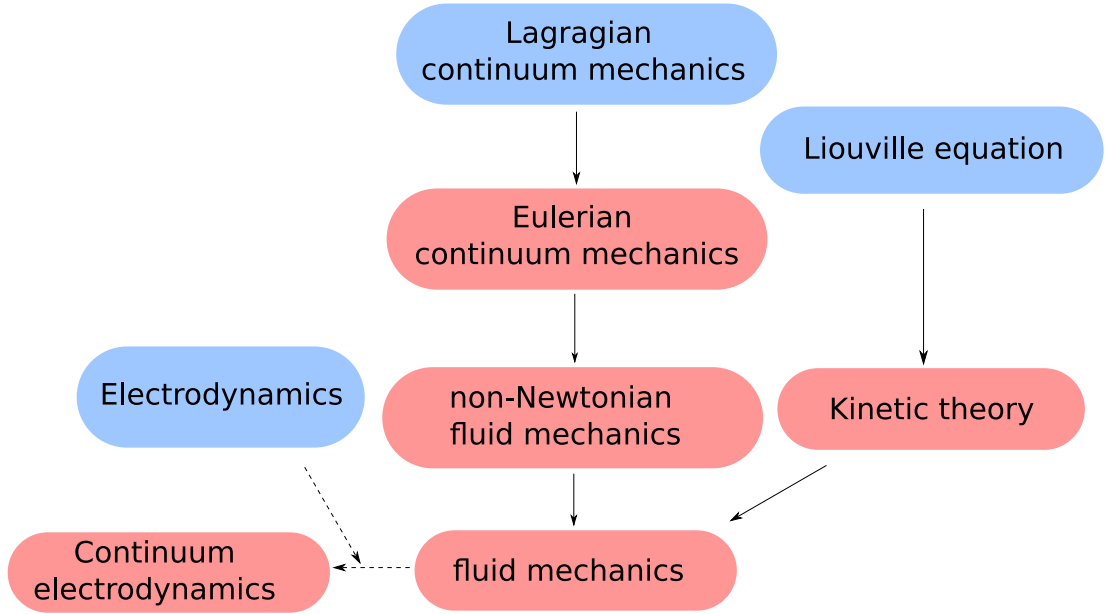 Lagragian
continuum mechanics
Liouville equation
Eulerian
continuum mechanics
Electrodynamics
non-Newtonian
fluid mechanics
Kinetic theory
Continuum
electrodynamics
fluid mechanics